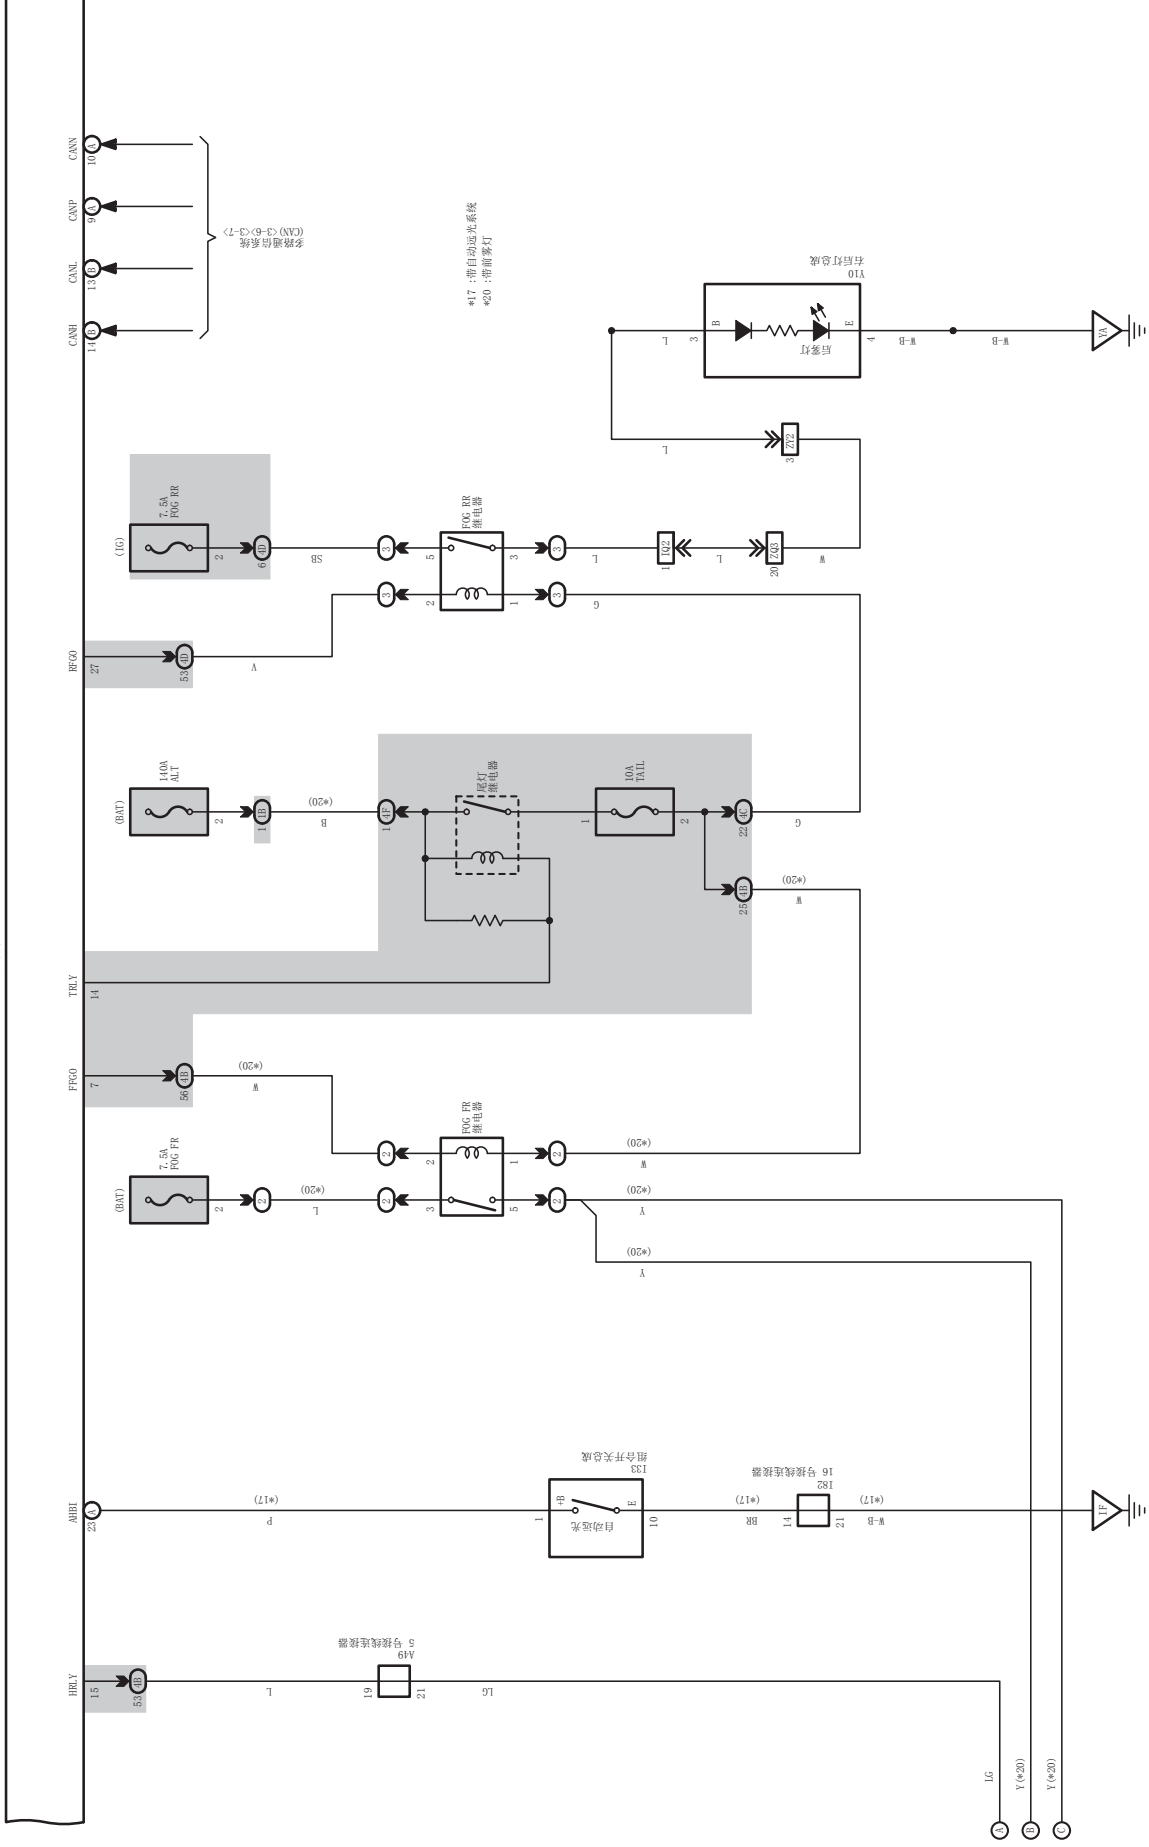 CANN
10
A
CANP
9
A
CANL
13
B
CANH
14
B
多路通信系统
(CAN)<3-6><3-7>
*17 :带自动远光系统
*20 :带前雾灯
Y10
右后灯总成
L
3
B
后雾灯
E
4
W-B
W-B
YA
L
3
ZY2
(IG)
7.5A
FOG RR
2
6
4D
SB
3
5
FOG RR
继电器
3
3
L
1
IQ2
L
20
ZQ3
W
3
2
1
3
G
RFGO
27
53
4D
V
(BAT)
140A
ALT
2
1
1B
(*20)
B
1
4F
尾灯
继电器
1
10A
TAIL
2
22
4C
G
25
4B
(*20)
W
TRLY
14
FFGO
7
56
4B
(*20)
W
2
2
FOG FR
继电器
1
2
(*20)
W
(BAT)
7.5A
FOG FR
2
2
(*20)
L
2
3
5
2
(*20)
Y
(*20)
Y
AHBI
23
A
(*17)
P
I33
组合开关总成
1
+B
自动远光
E
10
(*17)
BR
I82
16 号接线连接器
14
21
(*17)
W-B
IF
HRLY
15
53
4B
L
A49
5 号接线连接器
19
21
LG
LG
A
Y(*20)
B
Y(*20)
C